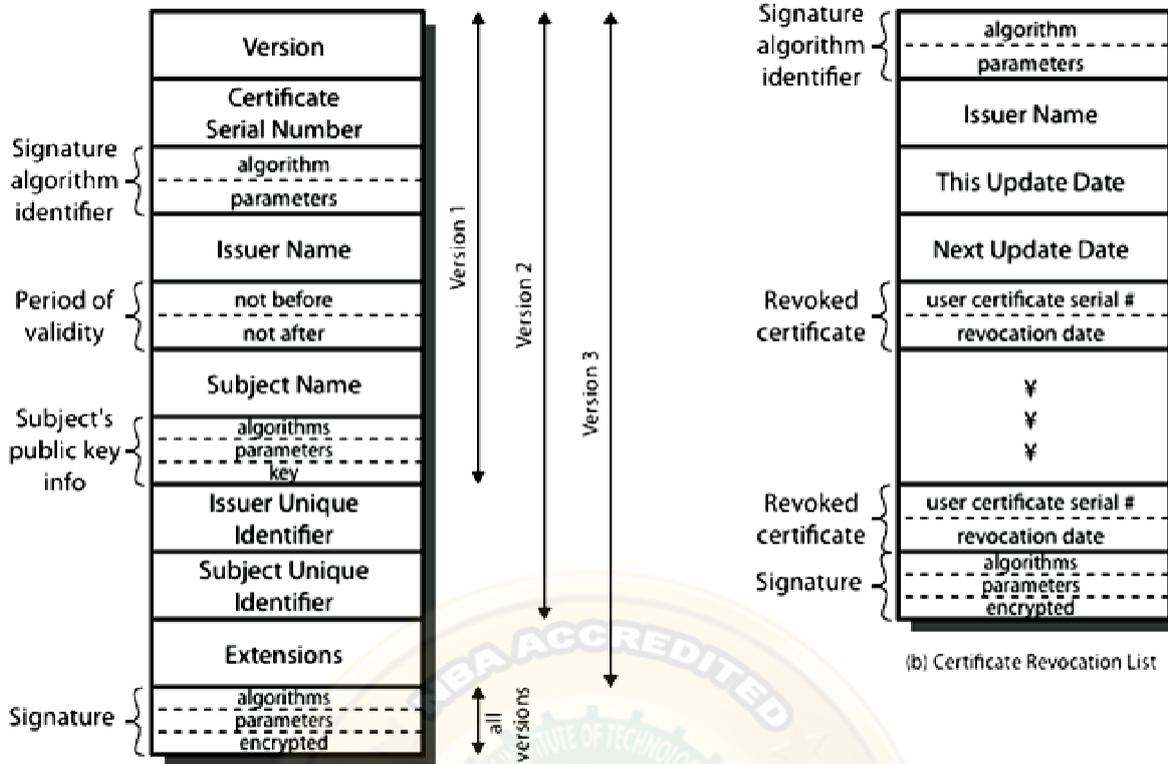 Version
Certificate
Serial Number
Signature
algorithm
identifier
algorithm
parameters
Issuer Name
Period of
validity
not before
not after
Subject Name
Subject's
public key
info
algorithms
parameters
key
Issuer Unique
Identifier
Subject Unique
Identifier
Extensions
Signature
algorithms
parameters
encrypted
Version 1
Version 2
Version 3
all
versions
Signature
algorithm
identifier
algorithm
parameters
Issuer Name
This Update Date
Next Update Date
Revoked
certificate
user certificate serial #
revocation date
¥
¥
¥
Revoked
certificate
user certificate serial #
revocation date
Signature
algorithms
parameters
encrypted
(b) Certificate Revocation List
NBA ACCREDITED
INSTITUTE OF TECHNOLOGY